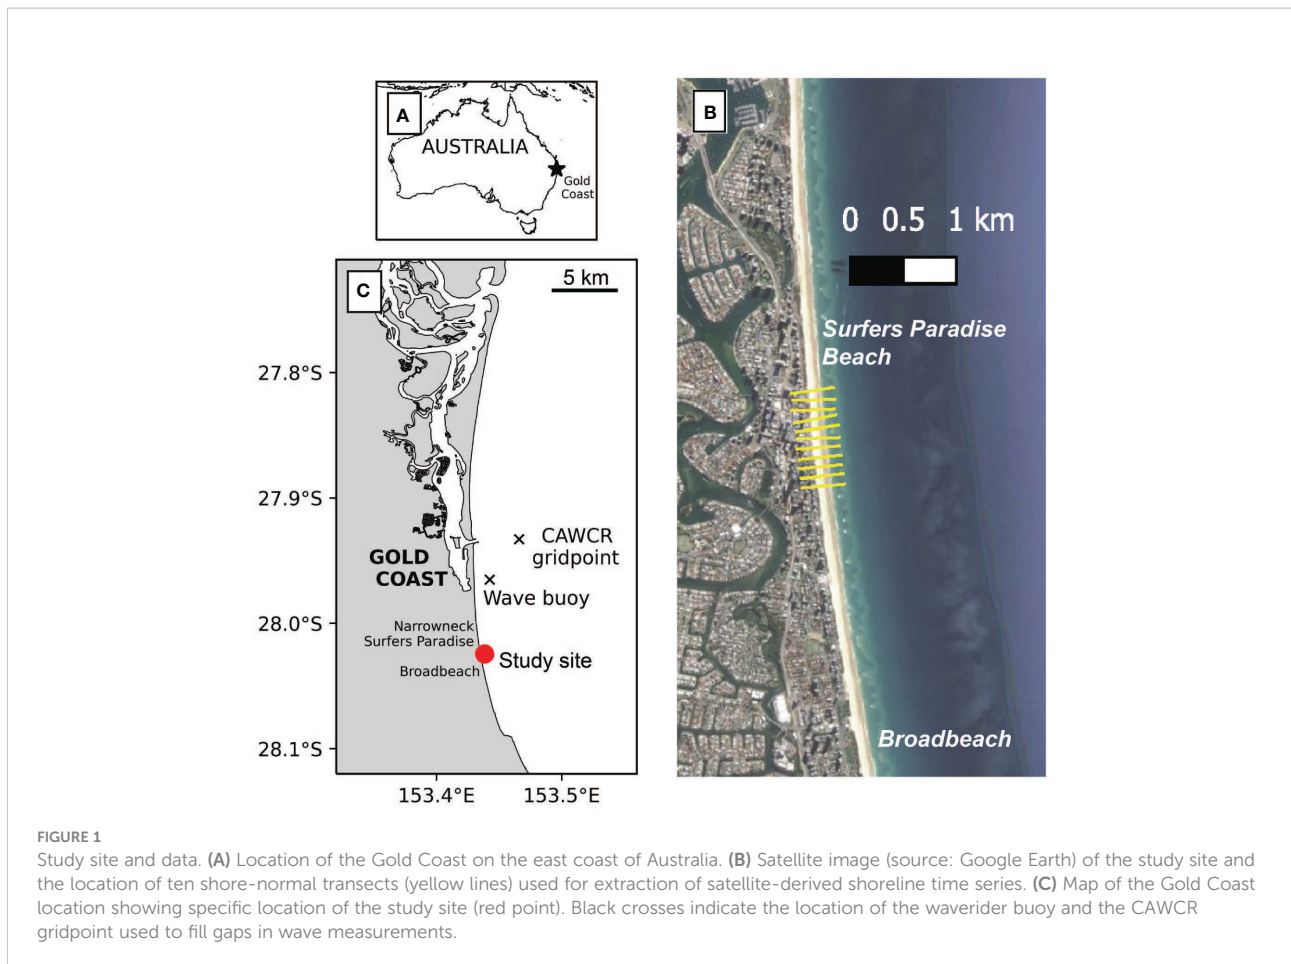 A
AUSTRALIA
Gold
Coast
B
0 0.5 1 km
Surfers Paradise
Beach
Broadbeach
C
5 km
27.8°S
27.9°S
28.0°S
28.1°S
CAWCR
gridpoint
GOLD
COAST
Wave buoy
Narrowneck
Surfers Paradise
Study site
Broadbeach
153.4°E
153.5°E
FIGURE 1
Study site and data. (A) Location of the Gold Coast on the east coast of Australia. (B) Satellite image (source: Google Earth) of the study site and
the location of ten shore-normal transects (yellow lines) used for extraction of satellite-derived shoreline time series. (C) Map of the Gold Coast
location showing specific location of the study site (red point). Black crosses indicate the location of the waverider buoy and the CAWCR
gridpoint used to fill gaps in wave measurements.